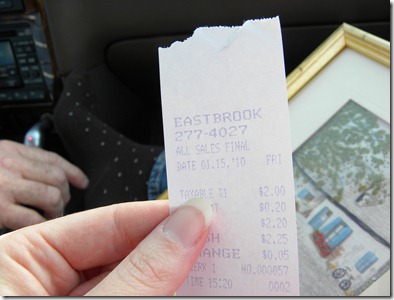 EASTBROOK
277-4027
ALL SALES FINAL
DATE 01.15.'10 FRI
TAXABLE $2.00
$0.20
$2.20
$2.25
$0.05
NO.000057
TIME 15:20 0002